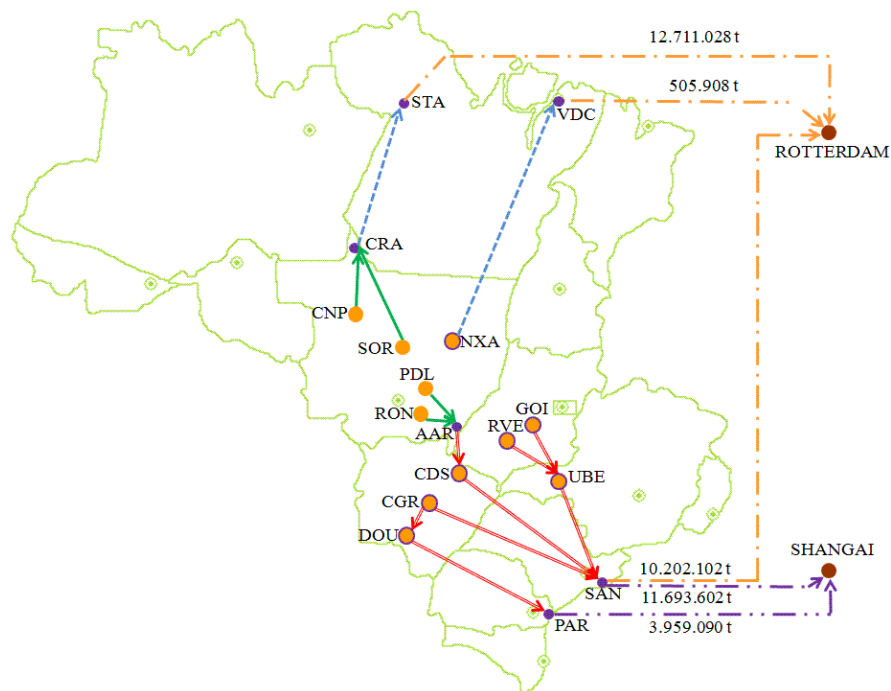 12.711.028 t
505.908 t
STA
VDC
ROTTERDAM
CRA
CNP
SOR
NXA
PDL
RON
GOI
RVE
AAR
CDS
UBE
CGR
DOU
SHANGAI
10.202.102 t
SAN
11.693.602 t
PAR
3.959.090 t